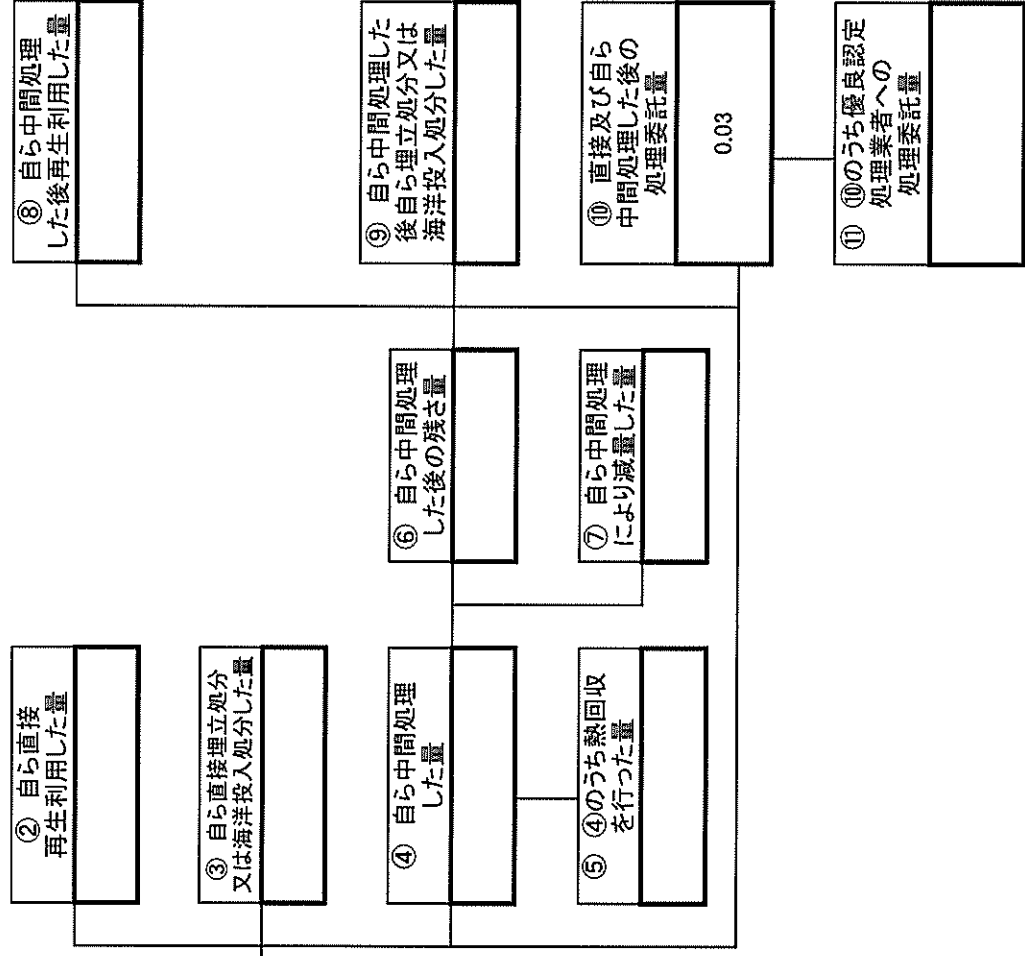 ② 自ら直接
再生利用した量
③ 自ら直接埋立処分
又は海洋投入処分した量
④ 自ら中間処理
した量
⑤ ④のうち熱回収
を行った量
⑥ 自ら中間処理
した後の残さ量
⑦ 自ら中間処理
により減量した量
⑧ 自ら中間処理
した後再生利用した量
⑨ 自ら中間処理した
後自ら埋立処分又は
海洋投入処分した量
⑩ 直接及び自ら
中間処理した後の
処理委託量
0.03
⑪ ⑩のうち優良認定
処理業者への
処理委託量